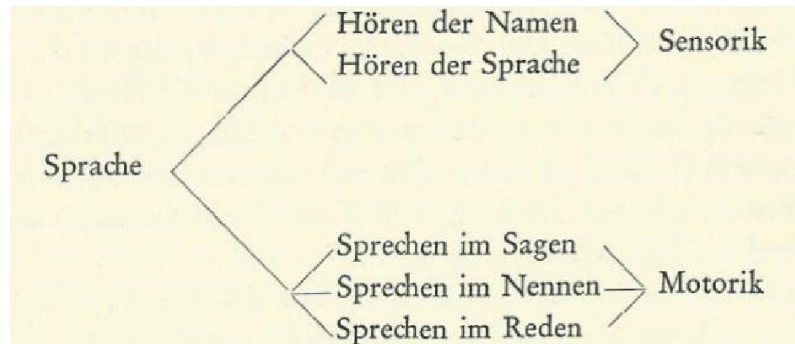 Hören der Namen
Hören der Sprache
Sensorik
Sprache
Sprechen im Sagen
Sprechen im Nennen
Motorik
Sprechen im Reden